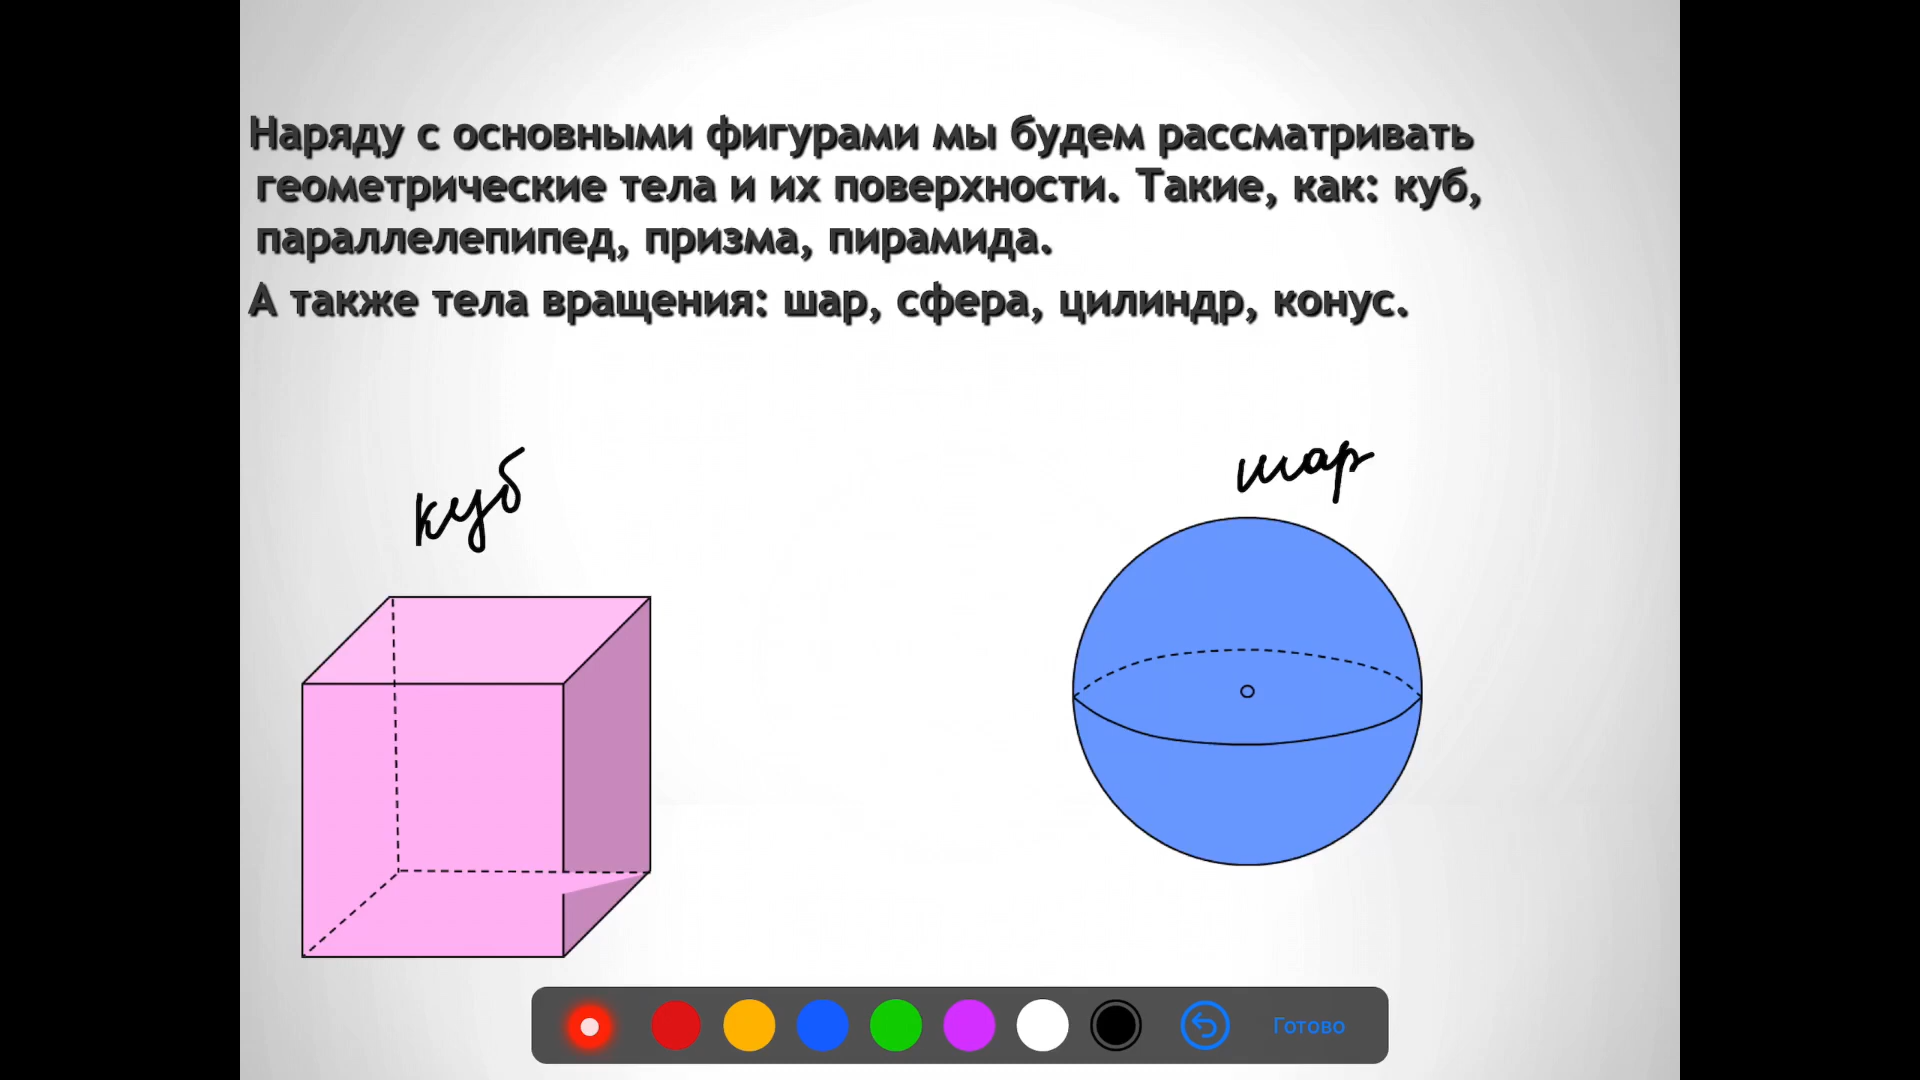 Наряду с основными фигурами мы будем рассматривать
геометрические тела и их поверхности. Такие, как: куб,
параллелепипед, призма, пирамида.
А также тела вращения: шар, сфера, цилиндр, конус.
куб
шар
Готово